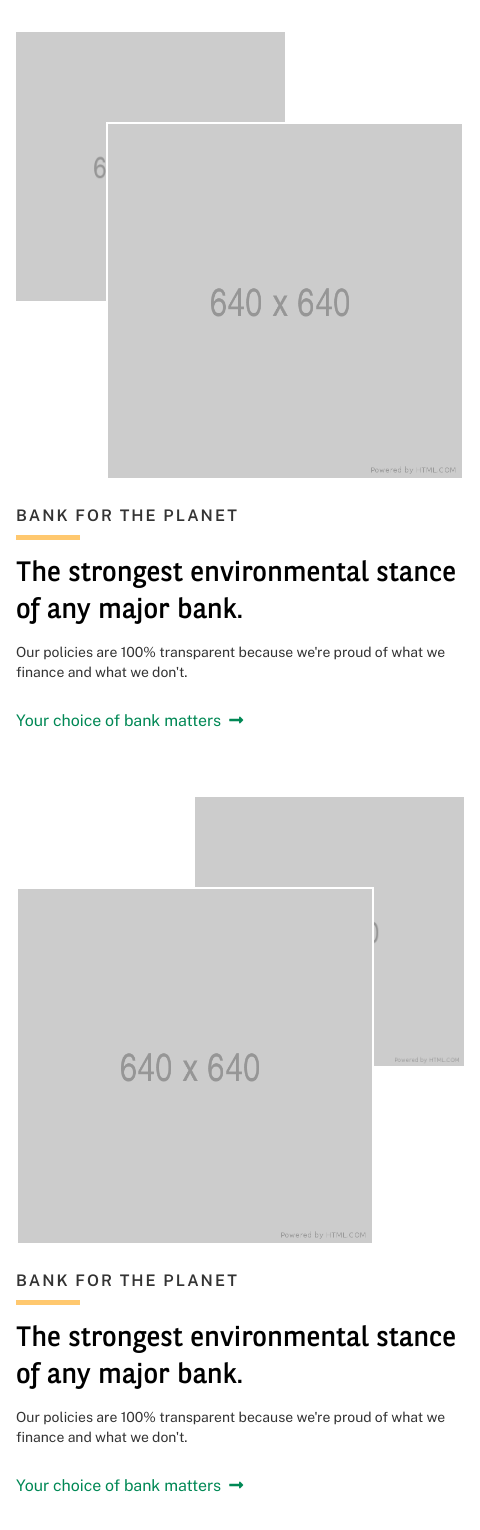 6
640 x 640
Powered by HTML.COM
BANK FOR THE PLANET
The strongest environmental stance
of any major bank.
Our policies are 100% transparent because we're proud of what we
finance and what we don't.
Your choice of bank matters →
0
640 x 640
Powered by HTML.COM
Powered by HTML.COM
BANK FOR THE PLANET
The strongest environmental stance
of any major bank.
Our policies are 100% transparent because we're proud of what we
finance and what we don't.
Your choice of bank matters →